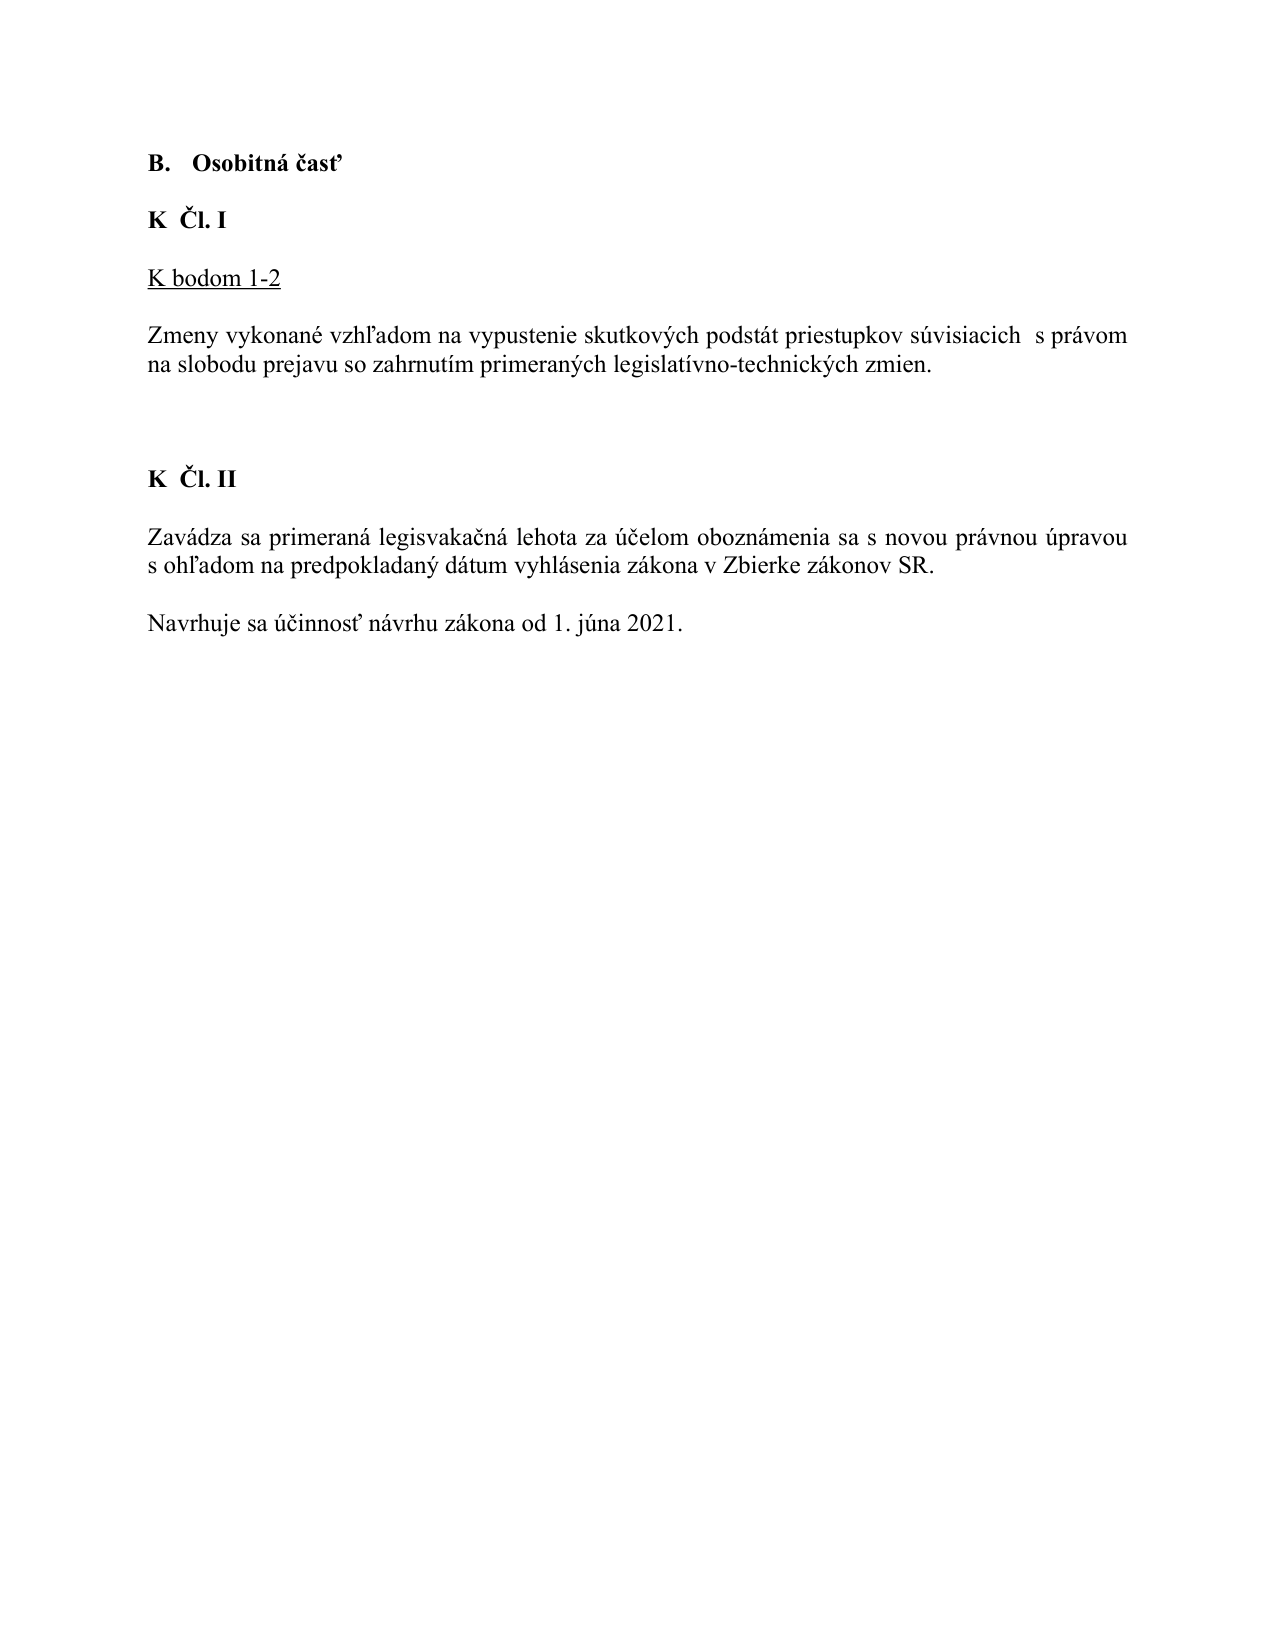 B. Osobitná časť
K Čl. I
K bodom 1-2
Zmeny vykonané vzhľadom na vypustenie skutkových podstát priestupkov súvisiacich s právom
na slobodu prejavu so zahrnutím primeraných legislatívno-technických zmien.
K Čl. II
Zavádza sa primeraná legisvakačná lehota za účelom oboznámenia sa s novou právnou úpravou
s ohľadom na predpokladaný dátum vyhlásenia zákona v Zbierke zákonov SR.
Navrhuje sa účinnosť návrhu zákona od 1. júna 2021.